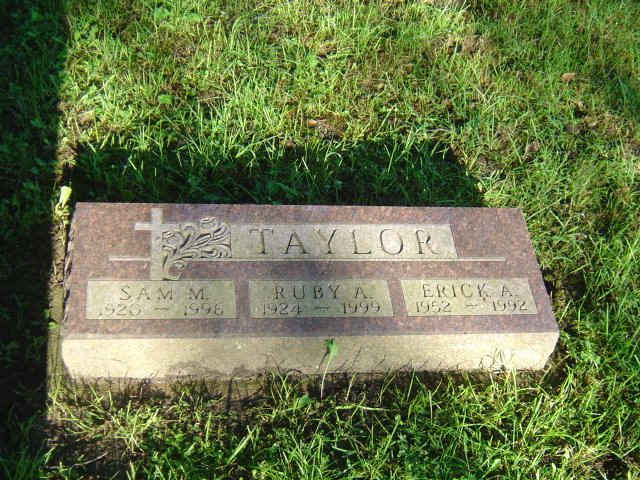 TAYLOR
SAM M. RUBY A. ERICK A.
1920 - 1996 1924 - 1999 1952 - 1992